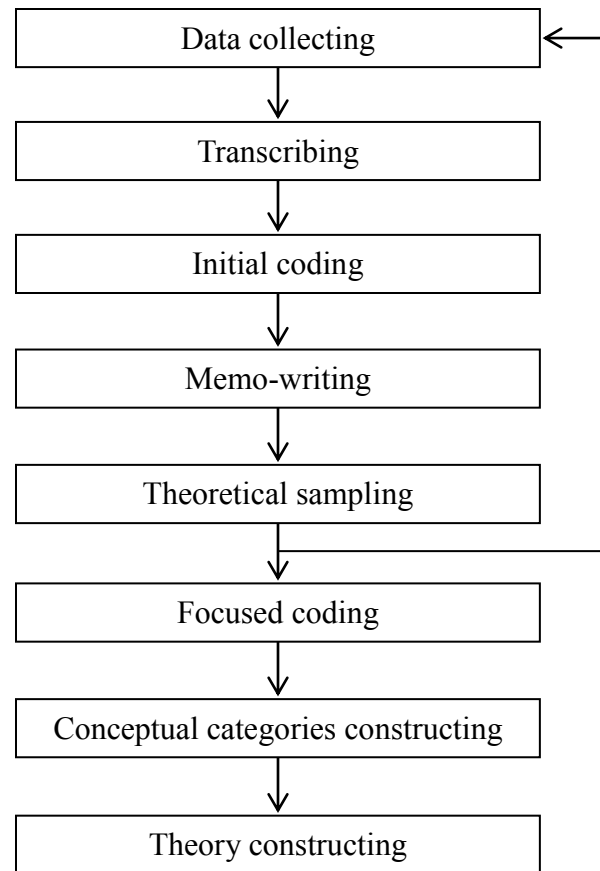 Data collecting
Transcribing
Initial coding
Memo-writing
Theoretical sampling
Focused coding
Conceptual categories constructing
Theory constructing